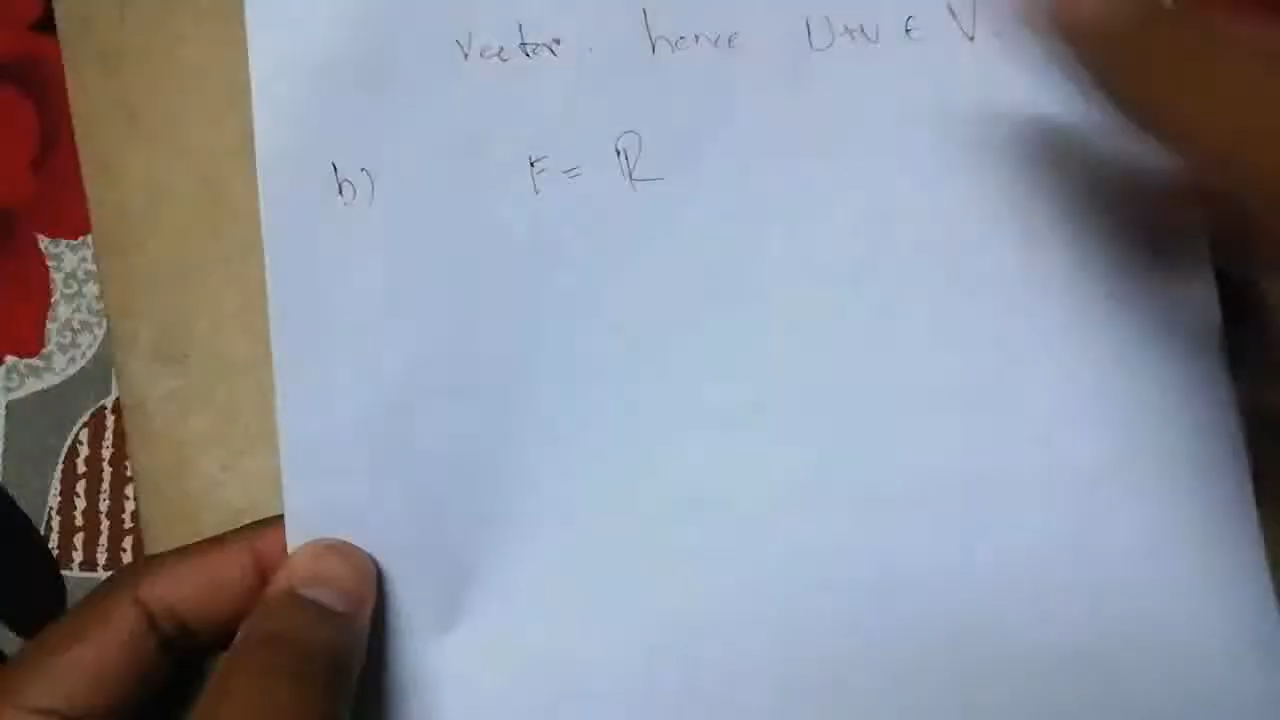 vector. hence U+V ∈ V.
b) F = ℝ